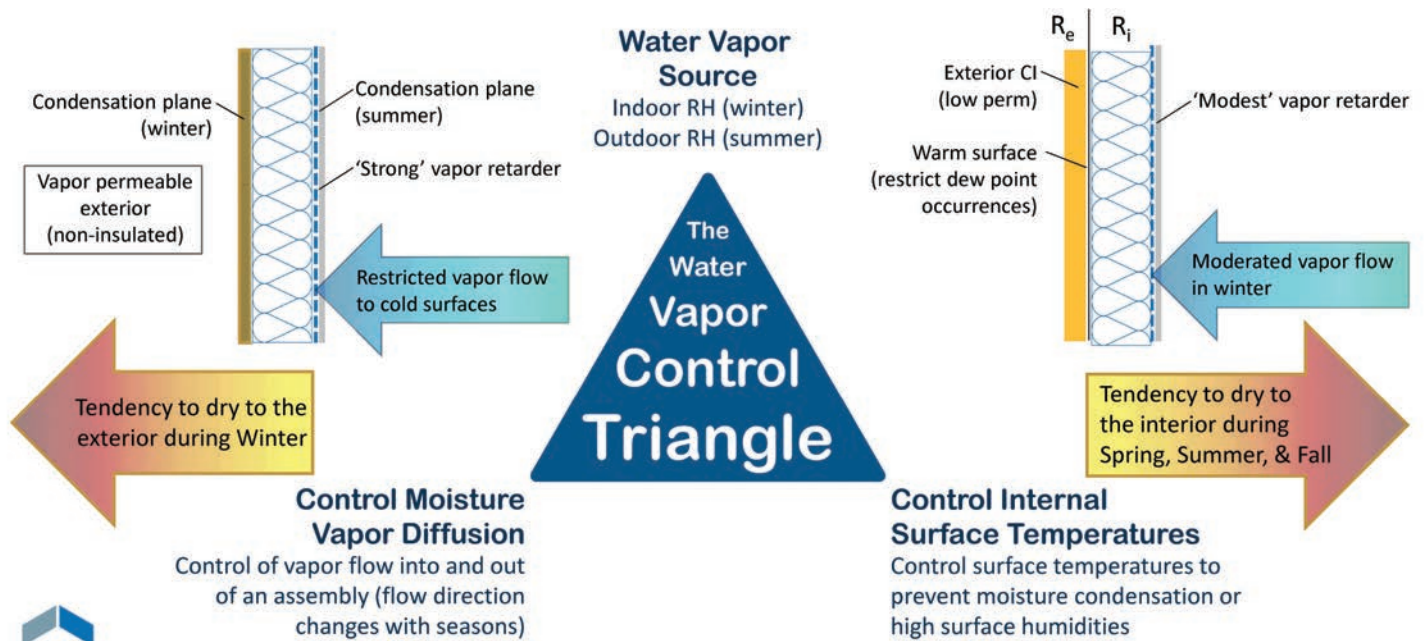 Condensation plane
(winter)
Vapor permeable
exterior
(non-insulated)
Condensation plane
(summer)
‘Strong’ vapor retarder
Restricted vapor flow
to cold surfaces
Tendency to dry to the
exterior during Winter
Control Moisture
Vapor Diffusion
Control of vapor flow into and out
of an assembly (flow direction
changes with seasons)
Water Vapor
Source
Indoor RH (winter)
Outdoor RH (summer)
The
Water
Vapor
Control
Triangle
Re Ri
Exterior CI
(low perm)
Warm surface
(restrict dew point
occurrences)
‘Modest’ vapor retarder
Moderated vapor flow
in winter
Tendency to dry to
the interior during
Spring, Summer, & Fall
Control Internal
Surface Temperatures
Control surface temperatures to
prevent moisture condensation or
high surface humidities